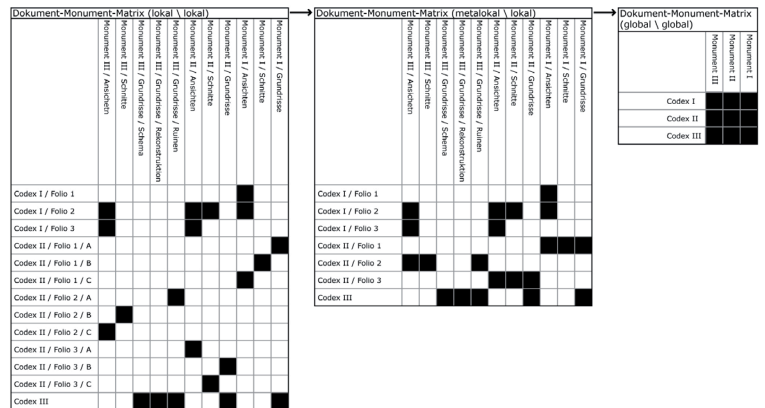 Dokument-Monument-Matrix (lokal \ lokal)
Monument III / Ansichetn
Monument III / Schnitte
Monument III / Grundrisse / Schema
Monument III / Grundrisse / Rekonstruktion
Monument III / Grundrisse / Ruinen
Monument II / Ansichten
Monument II / Schnitte
Monument II / Grundrisse
Monument I / Ansichten
Monument I / Schnitte
Monument I / Grundrisse
Codex I / Folio 1
Codex I / Folio 2
Codex I / Folio 3
Codex II / Folio 1 / A
Codex II / Folio 1 / B
Codex II / Folio 1 / C
Codex II / Folio 2 / A
Codex II / Folio 2 / B
Codex II / Folio 2 / C
Codex II / Folio 3 / A
Codex II / Folio 3 / B
Codex II / Folio 3 / C
Codex III
Dokument-Monument-Matrix (metalokal \ lokal)
Monument III / Ansichetn
Monument III / Schnitte
Monument III / Grundrisse / Schema
Monument III / Grundrisse / Rekonstruktion
Monument III / Grundrisse / Ruinen
Monument II / Ansichten
Monument II / Schnitte
Monument II / Grundrisse
Monument I / Ansichten
Monument I / Schnitte
Monument I / Grundrisse
Codex I / Folio 1
Codex I / Folio 2
Codex I / Folio 3
Codex II / Folio 1
Codex II / Folio 2
Codex II / Folio 3
Codex III
Dokument-Monument-Matrix
(global \ global)
Monument III
Monument II
Monument I
Codex I
Codex II
Codex III